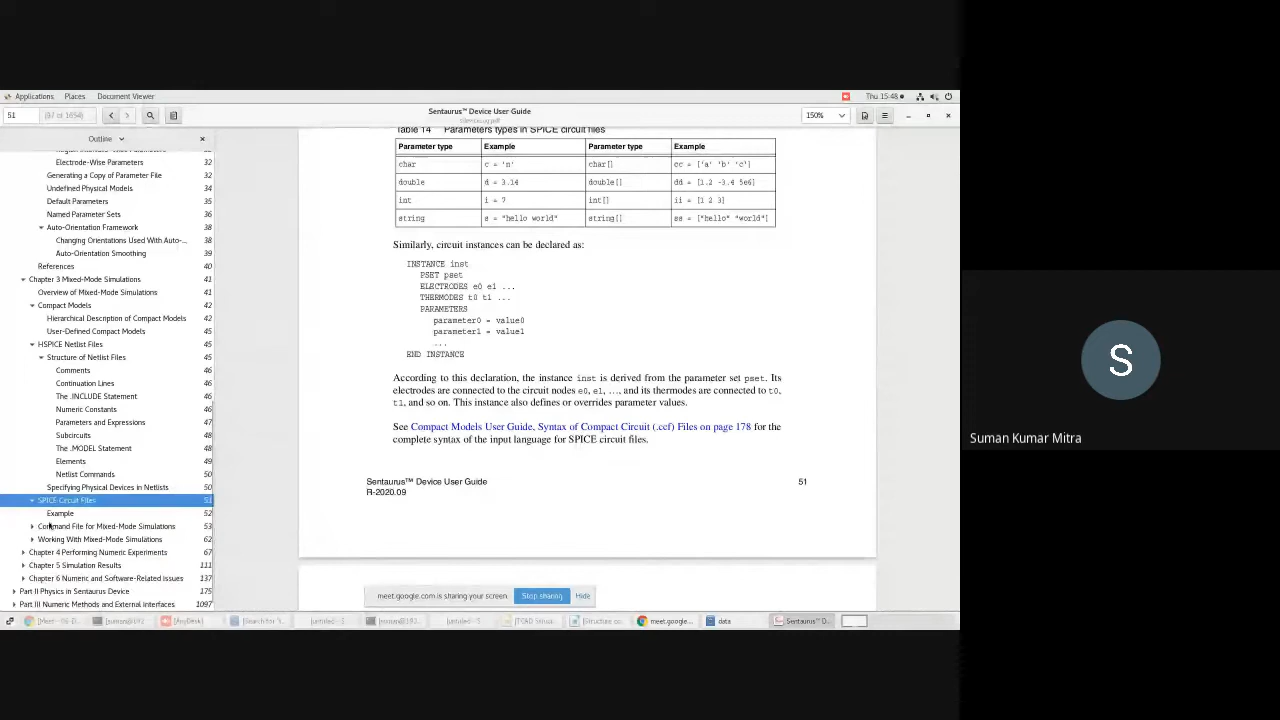 Applications Places Document Viewer
Thu 15:48
51 (97 of 1654)
Sentaurus™ Device User Guide
150%
Outline
Electrode-Wise Parameters 32
Generating a Copy of Parameter File 32
Undefined Physical Models 34
Default Parameters 35
Named Parameter Sets 36
Auto-Orientation Framework 38
Changing Orientations Used With Auto-... 38
Auto-Orientation Smoothing 39
References 40
Chapter 3 Mixed-Mode Simulations 41
Overview of Mixed-Mode Simulations 41
Compact Models 42
Hierarchical Description of Compact Models 42
User-Defined Compact Models 45
HSPICE Netlist Files 45
Structure of Netlist Files 45
Comments 46
Continuation Lines 46
The .INCLUDE Statement 46
Numeric Constants 46
Parameters and Expressions 47
Subcircuits 48
The .MODEL Statement 48
Elements 49
Netlist Commands 50
Specifying Physical Devices in Netlists 50
SPICE Circuit Files 51
Example 52
Command File for Mixed-Mode Simulations 53
Working With Mixed-Mode Simulations 62
Chapter 4 Performing Numeric Experiments 67
Chapter 5 Simulation Results 111
Chapter 6 Numeric and Software-Related Issues 137
Part II Physics in Sentaurus Device 175
Part III Numeric Methods and External Interfaces 1097
Table 14 Parameters types in SPICE circuit files
Parameter type Example Parameter type Example
char c = 'n' char[] cc = ['a' 'b' 'c']
double d = 3.14 double[] dd = [1.2 -3.4 5e6]
int i = 7 int[] ii = [1 2 3]
string s = "hello world" string[] ss = ["hello" "world"]
Similarly, circuit instances can be declared as:
INSTANCE inst
PSET pset
ELECTRODES e0 e1 ...
THERMODES t0 t1 ...
PARAMETERS
parameter0 = value0
parameter1 = value1
...
END INSTANCE
According to this declaration, the instance inst is derived from the parameter set pset. Its
electrodes are connected to the circuit nodes e0, e1, ..., and its thermodes are connected to t0,
t1, and so on. This instance also defines or overrides parameter values.
See Compact Models User Guide, Syntax of Compact Circuit (.ccf) Files on page 178 for the
complete syntax of the input language for SPICE circuit files.
Sentaurus™ Device User Guide 51
R-2020.09
meet.google.com is sharing your screen. Stop sharing Hide
[AnyDesk] [Search for meet.google... data Sentaurus™ D...
S
Suman Kumar Mitra